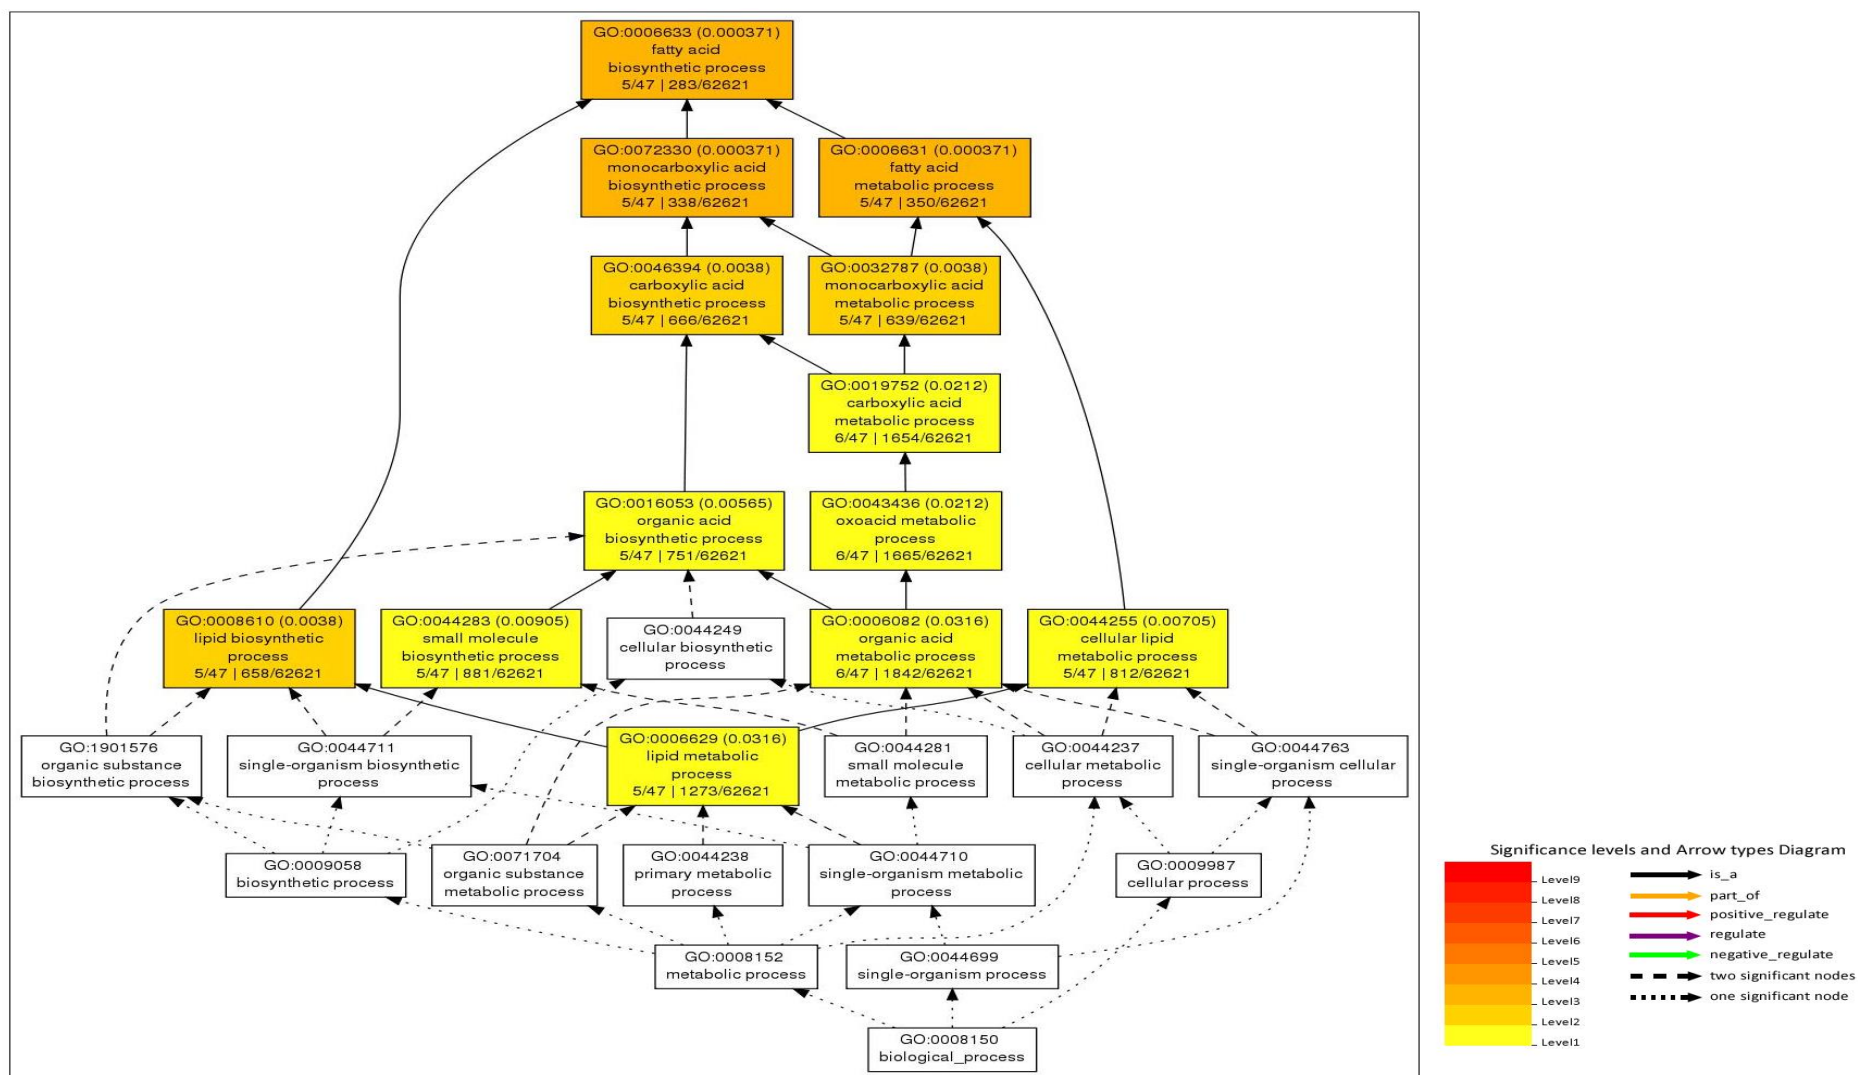 GO:0006633 (0.000371)
fatty acid
biosynthetic process
5/47 | 283/62621
GO:0072330 (0.000371)
monocarboxylic acid
biosynthetic process
5/47 | 338/62621
GO:0006631 (0.000371)
fatty acid
metabolic process
5/47 | 350/62621
GO:0046394 (0.0038)
carboxylic acid
biosynthetic process
5/47 | 666/62621
GO:0032787 (0.0038)
monocarboxylic acid
metabolic process
5/47 | 639/62621
GO:0019752 (0.0212)
carboxylic acid
metabolic process
6/47 | 1654/62621
GO:0016053 (0.00565)
organic acid
biosynthetic process
5/47 | 751/62621
GO:0043436 (0.0212)
oxoacid metabolic
process
6/47 | 1665/62621
GO:0008610 (0.0038)
lipid biosynthetic
process
5/47 | 658/62621
GO:0044283 (0.00905)
small molecule
biosynthetic process
5/47 | 881/62621
GO:0044249
cellular biosynthetic
process
GO:0006082 (0.0316)
organic acid
metabolic process
6/47 | 1842/62621
GO:0044255 (0.00705)
cellular lipid
metabolic process
5/47 | 812/62621
GO:1901576
organic substance
biosynthetic process
GO:0044711
single-organism biosynthetic
process
GO:0006629 (0.0316)
lipid metabolic
process
5/47 | 1273/62621
GO:0044281
small molecule
metabolic process
GO:0044237
cellular metabolic
process
GO:0044763
single-organism cellular
process
GO:0009058
biosynthetic process
GO:0071704
organic substance
metabolic process
GO:0044238
primary metabolic
process
GO:0044710
single-organism metabolic
process
GO:0009987
cellular process
GO:0008152
metabolic process
GO:0044699
single-organism process
GO:0008150
biological_process
Significance levels and Arrow types Diagram
Level9
Level8
Level7
Level6
Level5
Level4
Level3
Level2
Level1
is_a
part_of
positive_regulate
regulate
negative_regulate
two significant nodes
one significant node